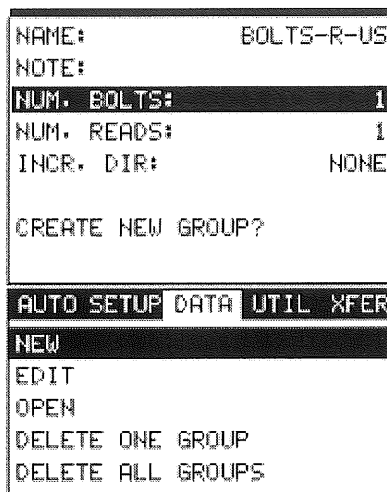 NAME: BOLTS-R-US
NOTE:
NUM. BOLTS: 1
NUM. READS: 1
INCR. DIR: NONE
CREATE NEW GROUP?
AUTO SETUP DATA UTIL XFER
NEW
EDIT
OPEN
DELETE ONE GROUP
DELETE ALL GROUPS